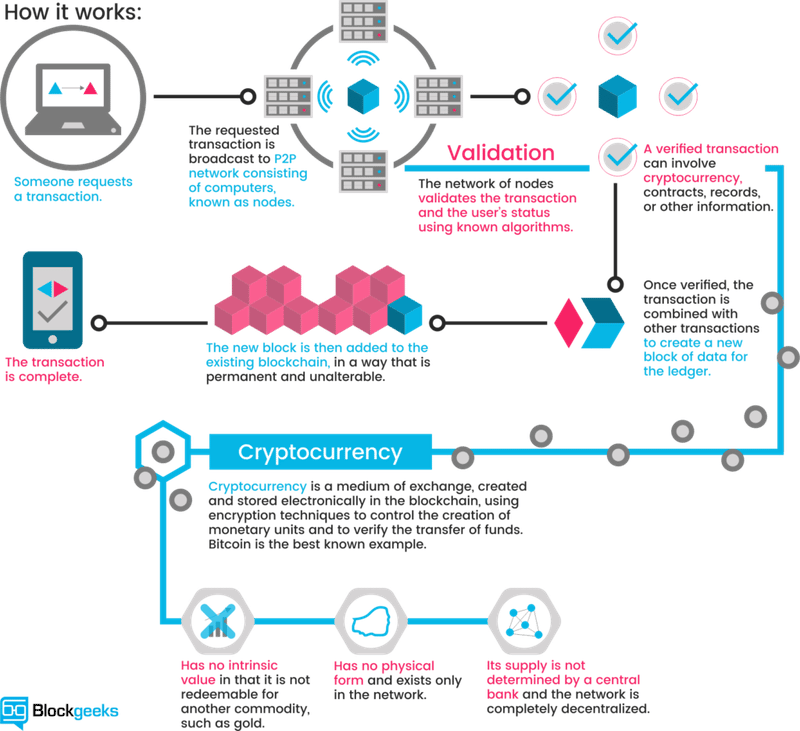 How it works:
Someone requests
a transaction.
The requested
transaction is
broadcast to P2P
network consisting
of computers,
known as nodes.
Validation
The network of nodes
validates the transaction
and the user's status
using known algorithms.
A verified transaction
can involve
cryptocurrency,
contracts, records,
or other information.
Once verified, the
transaction is
combined with
other transactions
to create a new
block of data for
the ledger.
The new block is then added to the
existing blockchain, in a way that is
permanent and unalterable.
The transaction
is complete.
Cryptocurrency
Cryptocurrency is a medium of exchange, created
and stored electronically in the blockchain, using
encryption techniques to control the creation of
monetary units and to verify the transfer of funds.
Bitcoin is the best known example.
Has no intrinsic
value in that it is not
redeemable for
another commodity,
such as gold.
Has no physical
form and exists only
in the network.
Its supply is not
determined by a central
bank and the network is
completely decentralized.
Blockgeeks